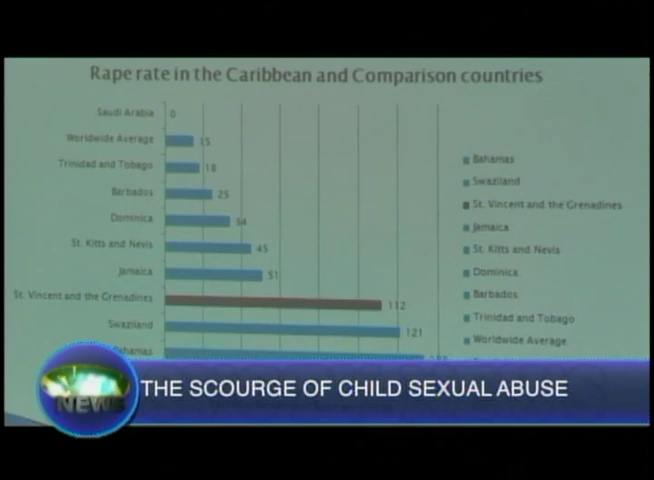 Rape rate in the Caribbean and Comparison countries
Saudi Arabia 0
Worldwide Average 15
Trinidad and Tobago 18
Barbados 25
Dominica 34
St. Kitts and Nevis 45
Jamaica 51
St. Vincent and the Grenadines 112
Swaziland 121
Bahamas
Bahamas
Swaziland
St. Vincent and the Grenadines
Jamaica
St. Kitts and Nevis
Dominica
Barbados
Trinidad and Tobago
Worldwide Average
NEWS
THE SCOURGE OF CHILD SEXUAL ABUSE